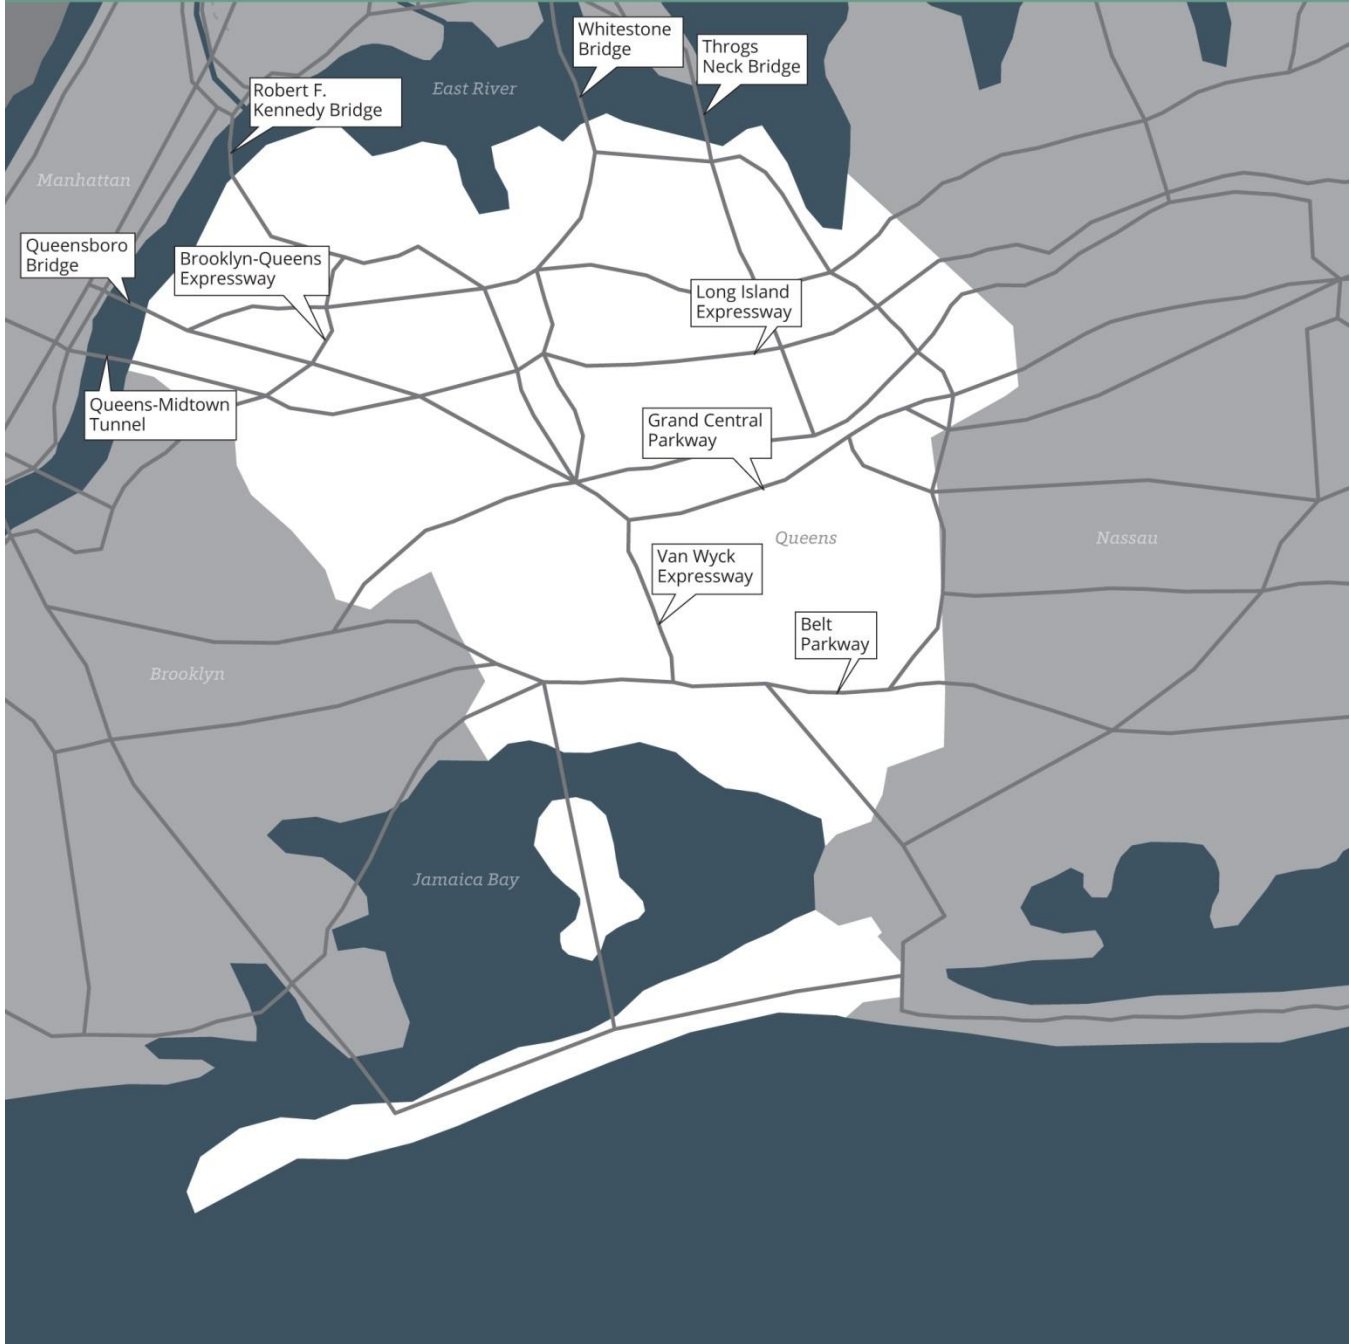 Whitestone
Bridge
Throgs
Neck Bridge
Robert F.
Kennedy Bridge
East River
Manhattan
Queensboro
Bridge
Brooklyn-Queens
Expressway
Long Island
Expressway
Queens-Midtown
Tunnel
Grand Central
Parkway
Queens
Nassau
Van Wyck
Expressway
Belt
Parkway
Brooklyn
Jamaica Bay